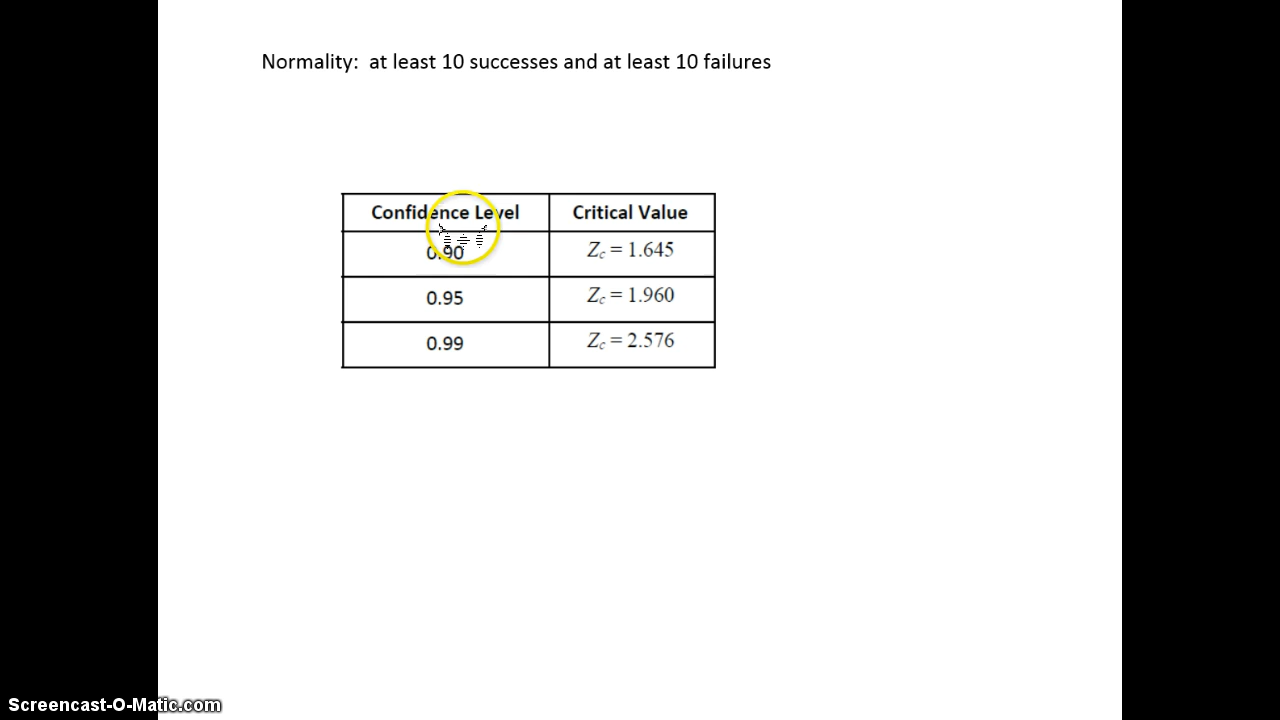 Normality: at least 10 successes and at least 10 failures
Confidence Level Critical Value
0.90 Zc = 1.645
0.95 Zc = 1.960
0.99 Zc = 2.576
Screencast-O-Matic.com